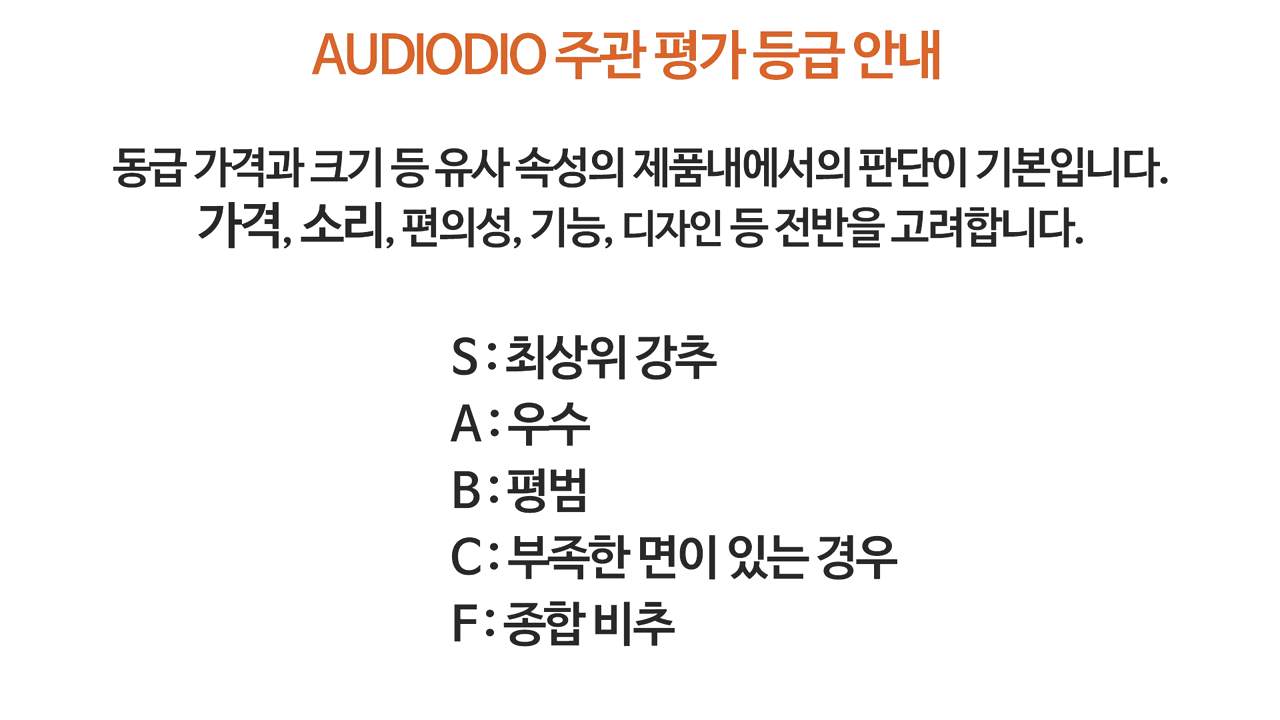 AUDIODIO 주관 평가 등급 안내
동급 가격과 크기 등 유사 속성의 제품내에서의 판단이 기본입니다.
가격, 소리, 편의성, 기능, 디자인 등 전반을 고려합니다.
S : 최상위 강추
A : 우수
B : 평범
C : 부족한 면이 있는 경우
F : 종합 비추